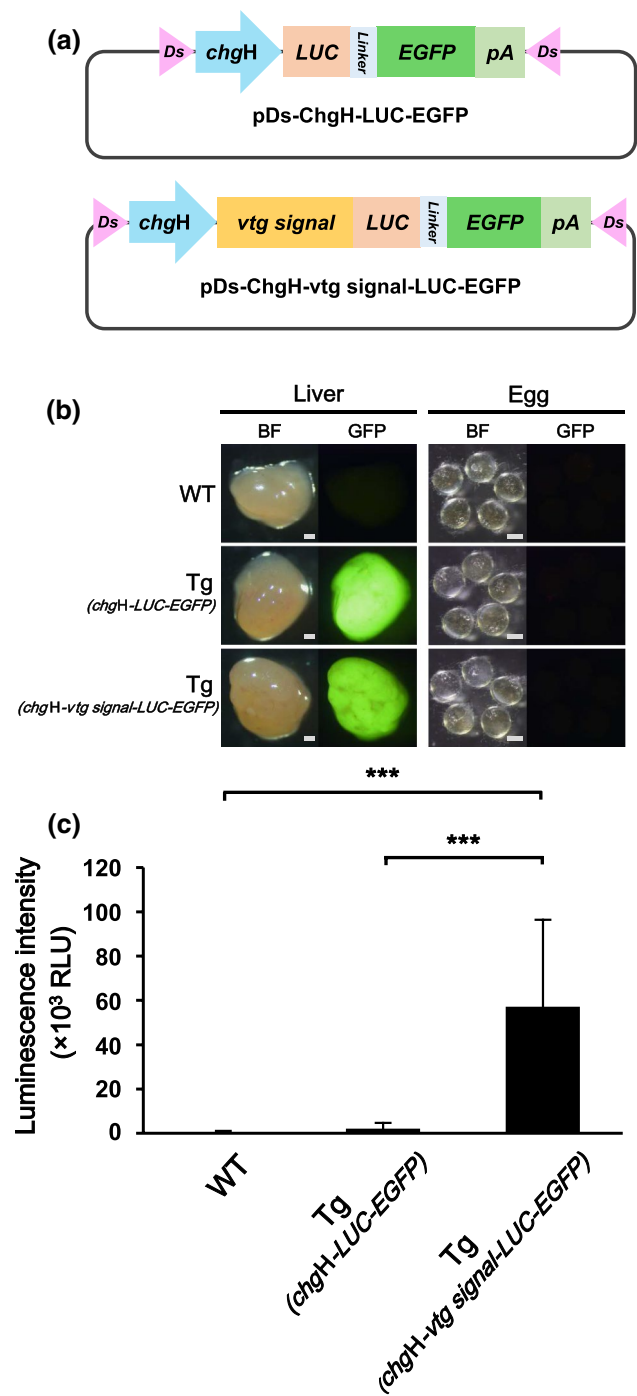 (a)
Ds chgH LUC Linker EGFP pA Ds
pDs-ChgH-LUC-EGFP
Ds chgH vtg signal LUC Linker EGFP pA Ds
pDs-ChgH-vtg signal-LUC-EGFP
(b)
Liver Egg
BF GFP BF GFP
WT
Tg
(chgH-LUC-EGFP)
Tg
(chgH-vtg signal-LUC-EGFP)
(c)
***
***
Luminescence intensity
(×10³ RLU)
120
100
80
60
40
20
0
WT
Tg
(chgH-LUC-EGFP)
Tg
(chgH-vtg signal-LUC-EGFP)